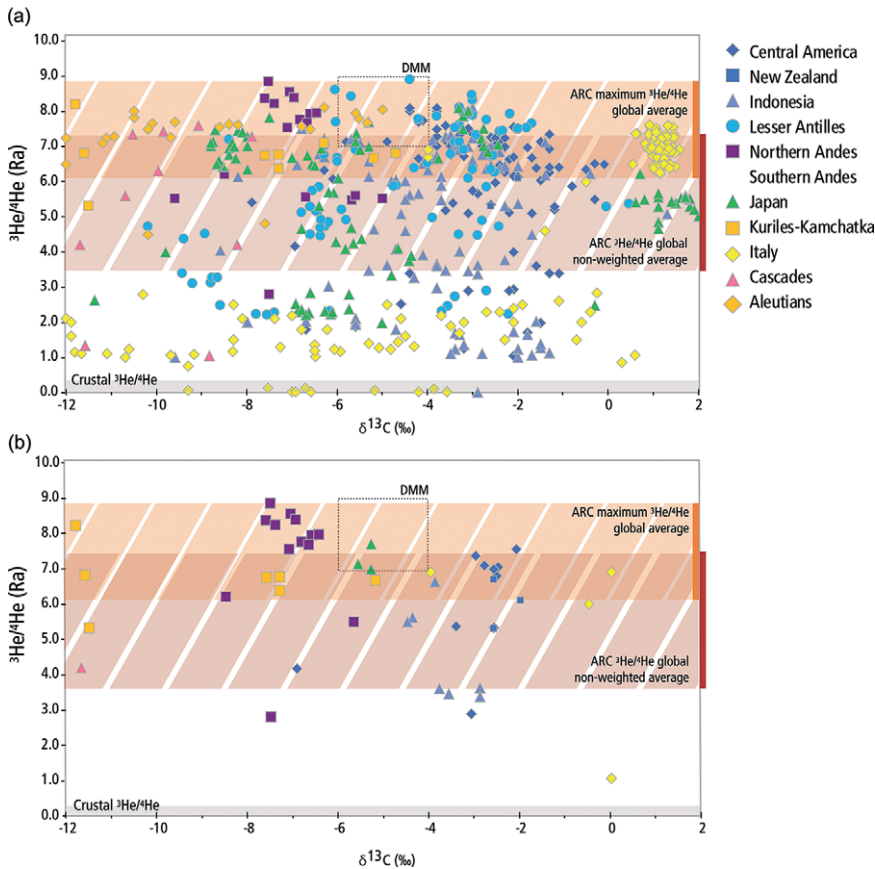 (a)
10.0
9.0
8.0
7.0
6.0
5.0
4.0
3.0
2.0
1.0
0.0
³He/⁴He (Ra)
DMM
ARC maximum ³He/⁴He
global average
ARC ³He/⁴He global
non-weighted average
Crustal ³He/⁴He
-12
-10
-8
-6
-4
-2
0
2
δ¹³C (‰)
Central America
New Zealand
Indonesia
Lesser Antilles
Northern Andes
Southern Andes
Japan
Kuriles-Kamchatka
Italy
Cascades
Aleutians
(b)
10.0
9.0
8.0
7.0
6.0
5.0
4.0
3.0
2.0
1.0
0.0
³He/⁴He (Ra)
DMM
ARC maximum ³He/⁴He
global average
ARC ³He/⁴He global
non-weighted average
Crustal ³He/⁴He
-12
-10
-8
-6
-4
-2
0
2
δ¹³C (‰)